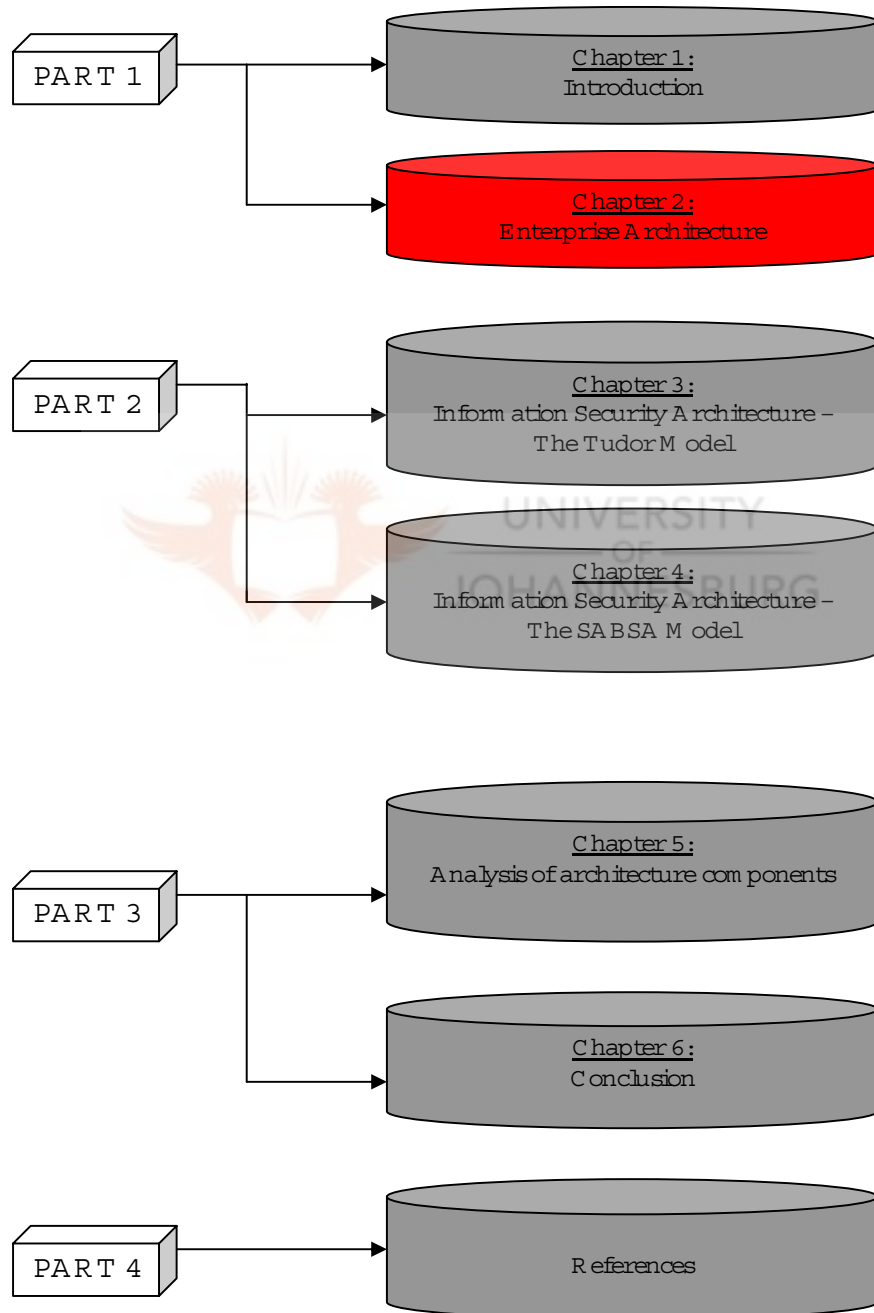 PART 1
Chapter 1:
Introduction
Chapter 2:
Enterprise Architecture
PART 2
Chapter 3:
Information Security Architecture –
The Tudor Model
UNIVERSITY
OF
JOHANNESBURG
Chapter 4:
Information Security Architecture –
The SABSA Model
PART 3
Chapter 5:
Analysis of architecture components
Chapter 6:
Conclusion
PART 4
References